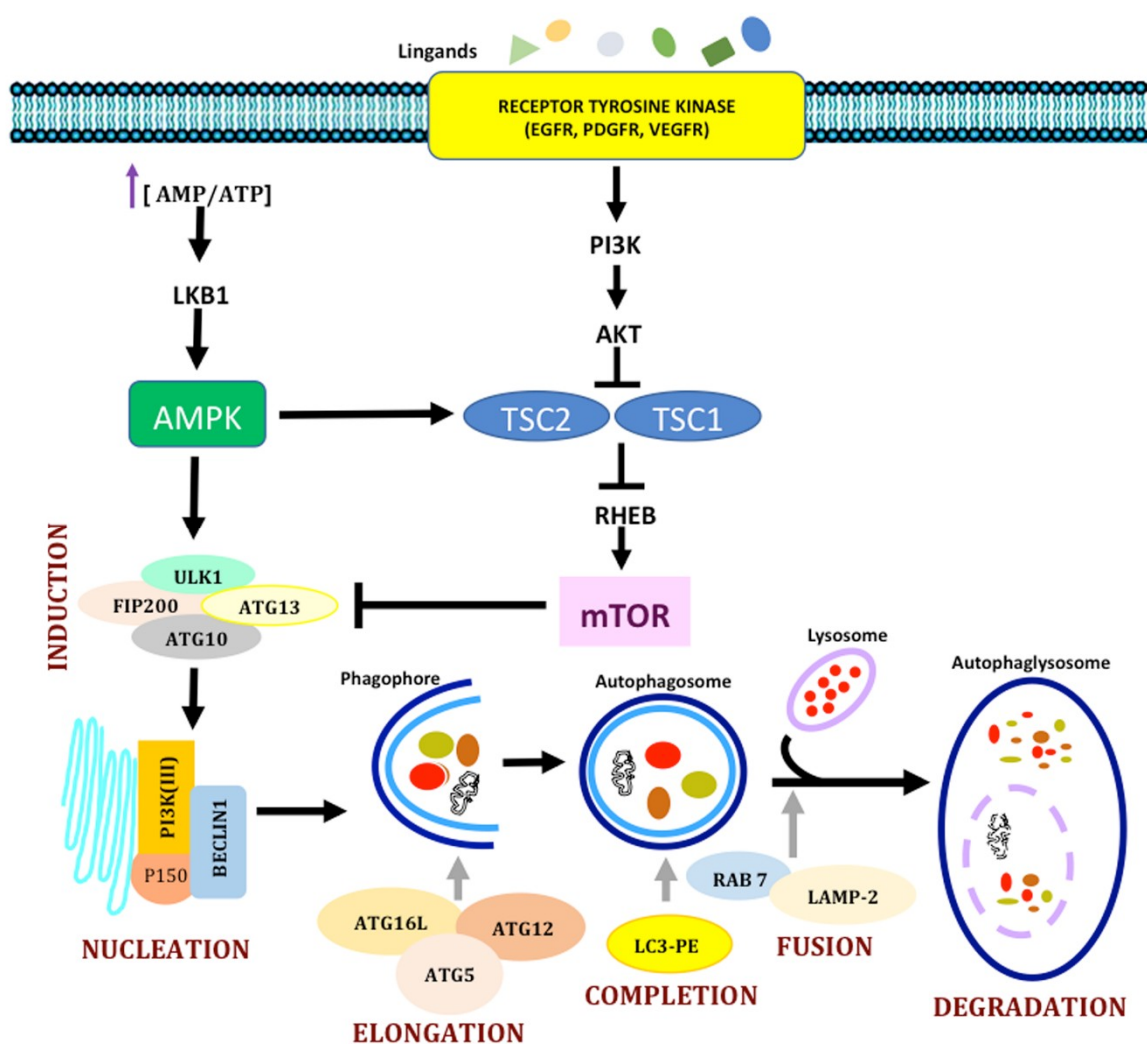 Lingands
RECEPTOR TYROSINE KINASE
(EGFR, PDGFR, VEGFR)
[ AMP/ATP]
PI3K
LKB1
AKT
AMPK
TSC2
TSC1
RHEB
INDUCTION
ULK1
FIP200
ATG13
ATG10
mTOR
Lysosome
Phagophore
Autophagosome
Autophaglysosome
PI3K(III)
BECLIN1
P150
NUCLEATION
RAB 7
LAMP-2
ATG16L
ATG12
ATG5
LC3-PE
FUSION
COMPLETION
DEGRADATION
ELONGATION